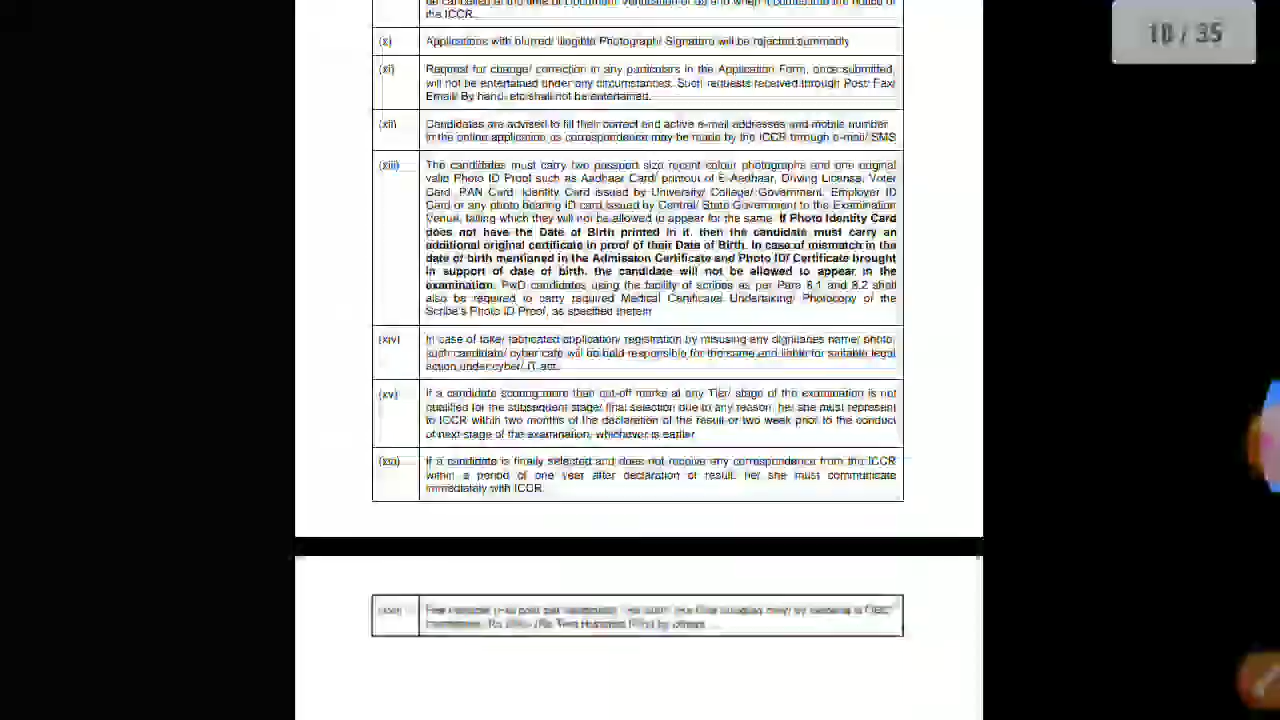 the ICCR.
18 / 35
(x) Applications with blurred/ illegible Photograph/ Signature will be rejected summarily
(xi) Request for change/ correction in any particulars in the Application Form, once submitted,
will not be entertained under any circumstances. Such requests received through Post/ Fax/
Email/ By hand, etc shall not be entertained.
(xii) Candidates are advised to fill their correct and active e-mail addresses and mobile number
in the online application as correspondence may be made by the ICCR through e-mail/ SMS
(xiii) The candidates must carry two passport size recent colour photographs and one original
valid Photo ID Proof such as Aadhaar Card/ printout of E-Aadhaar, Driving License, Voter
Card, PAN Card, Identity Card issued by University/ College/ Government, Employer ID
Card or any photo bearing ID card issued by Central/ State Government to the Examination
Venue, failing which they will not be allowed to appear for the same. If Photo Identity Card
does not have the Date of Birth printed in it, then the candidate must carry an
additional original certificate in proof of their Date of Birth. In case of mismatch in the
date of birth mentioned in the Admission Certificate and Photo ID/ Certificate brought
in support of date of birth, the candidate will not be allowed to appear in the
examination. PwD candidates using the facility of scribes as per Para 8.1 and 8.2 shall
also be required to carry required Medical Certificate/ Undertaking/ Photocopy of the
Scribe's Photo ID Proof, as specified therein
(xiv) In case of fake/ fabricated application/ registration by misusing any dignitaries name/ photo,
such candidate/ cyber cafe will be held responsible for the same and liable for suitable legal
action under cyber/ IT act.
(xv) If a candidate scoring more than cut-off marks at any Tier/ stage of the examination is not
qualified for the subsequent stage/ final selection due to any reason, he/ she must represent
to ICCR within two months of the declaration of the result or two week prior to the conduct
of next stage of the examination, whichever is earlier
(xvi) If a candidate is finally selected and does not receive any correspondence from the ICCR
within a period of one year after declaration of result, he/ she must communicate
immediately with ICCR.